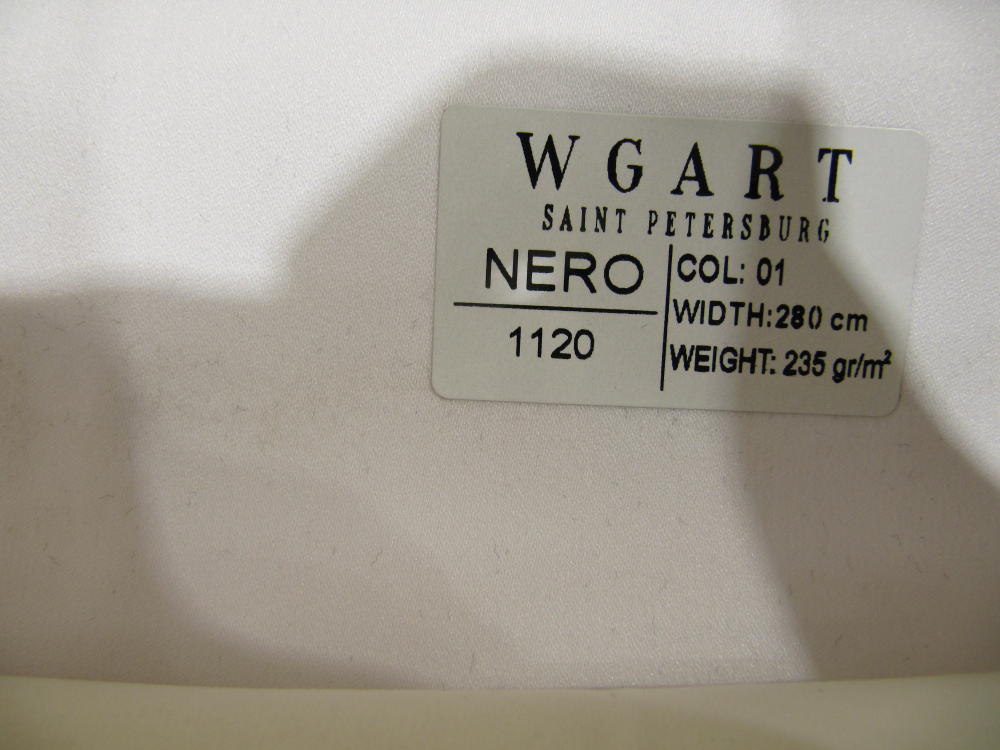 WGART
SAINT PETERSBURG
NERO
1120
COL: 01
WIDTH:280 cm
WEIGHT: 235 gr/m²